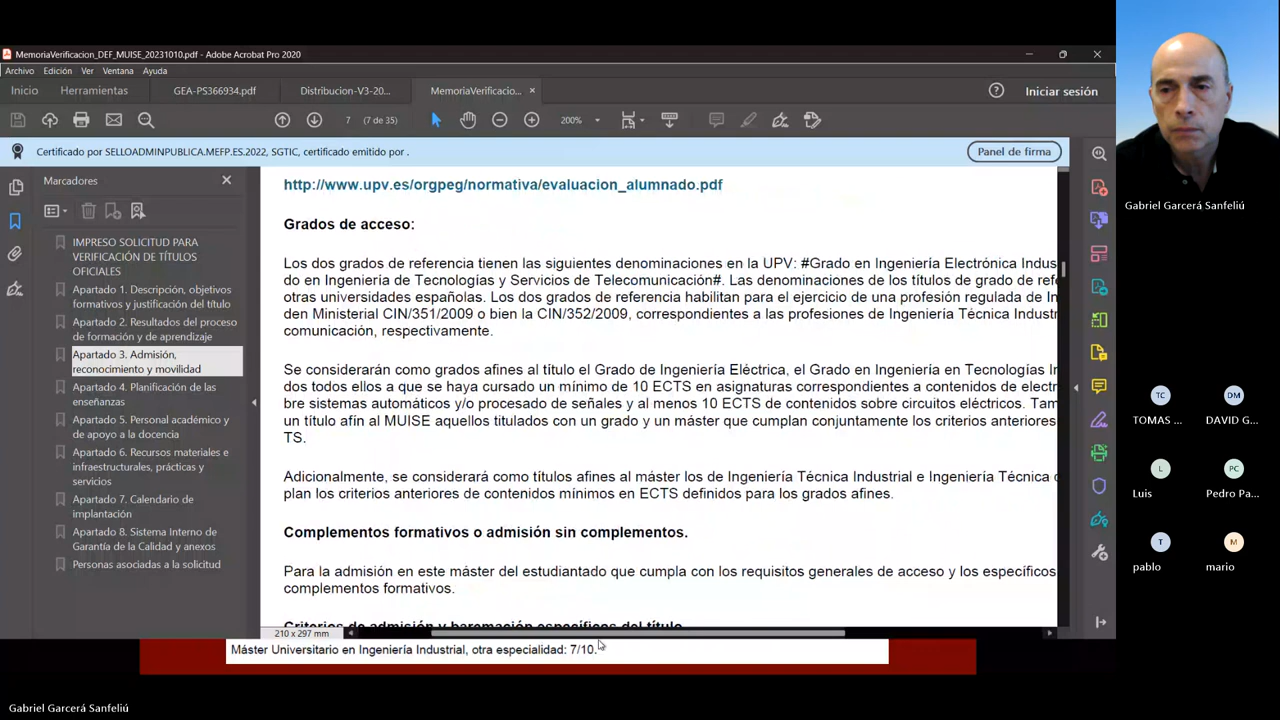 MemoriaVerificacion_DEF_MUISE_20231010.pdf - Adobe Acrobat Pro 2020
Archivo Edición Ver Ventana Ayuda
Inicio Herramientas GEA-PS366934.pdf Distribucion-V3-20... MemoriaVerificacio... ×
Iniciar sesión
7 (7 de 35) 200%
Certificado por SELLOADMINPUBLICA.MEFP.ES.2022, SGTIC, certificado emitido por .
Panel de firma
Marcadores
IMPRESO SOLICITUD PARA
VERIFICACIÓN DE TÍTULOS
OFICIALES
Apartado 1. Descripción, objetivos
formativos y justificación del título
Apartado 2. Resultados del proceso
de formación y de aprendizaje
Apartado 3. Admisión,
reconocimiento y movilidad
Apartado 4. Planificación de las
enseñanzas
Apartado 5. Personal académico y
de apoyo a la docencia
Apartado 6. Recursos materiales e
infraestructurales, prácticas y
servicios
Apartado 7. Calendario de
implantación
Apartado 8. Sistema Interno de
Garantía de la Calidad y anexos
Personas asociadas a la solicitud
http://www.upv.es/orgpeg/normativa/evaluacion_alumnado.pdf
Grados de acceso:
Los dos grados de referencia tienen las siguientes denominaciones en la UPV: #Grado en Ingeniería Electrónica Indus
do en Ingeniería de Tecnologías y Servicios de Telecomunicación#. Las denominaciones de los títulos de grado de refe
otras universidades españolas. Los dos grados de referencia habilitan para el ejercicio de una profesión regulada de In
den Ministerial CIN/351/2009 o bien la CIN/352/2009, correspondientes a las profesiones de Ingeniería Técnica Industr
comunicación, respectivamente.
Se considerarán como grados afines al título el Grado de Ingeniería Eléctrica, el Grado en Ingeniería en Tecnologías In
dos todos ellos a que se haya cursado un mínimo de 10 ECTS en asignaturas correspondientes a contenidos de electr
bre sistemas automáticos y/o procesado de señales y al menos 10 ECTS de contenidos sobre circuitos eléctricos. Tam
un título afín al MUISE aquellos titulados con un grado y un máster que cumplan conjuntamente los criterios anteriores
TS.
Adicionalmente, se considerará como títulos afines al máster los de Ingeniería Técnica Industrial e Ingeniería Técnica d
plan los criterios anteriores de contenidos mínimos en ECTS definidos para los grados afines.
Complementos formativos o admisión sin complementos.
Para la admisión en este máster del estudiantado que cumpla con los requisitos generales de acceso y los específicos
complementos formativos.
Criterios de admisión y baremación específicos del título
210 x 297 mm
Máster Universitario en Ingeniería Industrial, otra especialidad: 7/10.
Gabriel Garcerá Sanfeliú
Gabriel Garcerá Sanfeliú
TC DM
TOMAS ... DAVID G...
L PC
Luis Pedro Pa...
T M
pablo mario